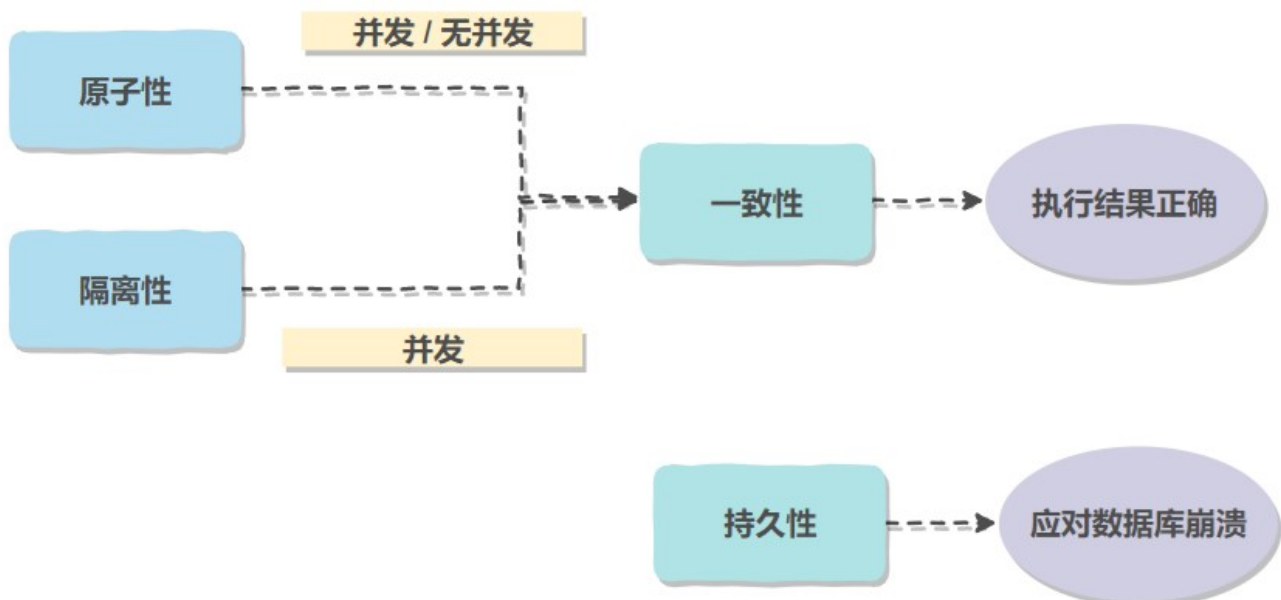 并发 / 无并发
原子性
一致性
执行结果正确
隔离性
并发
持久性
应对数据库崩溃